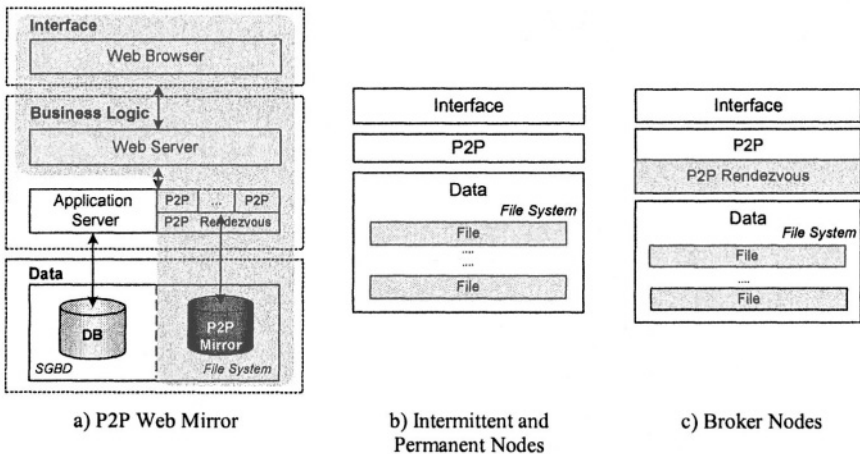 Interface
Web Browser
Business Logic
Web Server
Application
Server
P2P
...
P2P
P2P Rendezvous
Data
DB
SGBD
P2P
Mirror
File System
a) P2P Web Mirror
Interface
P2P
Data
File System
File
....
....
File
b) Intermittent and
Permanent Nodes
Interface
P2P
P2P Rendezvous
Data
File System
File
....
File
c) Broker Nodes